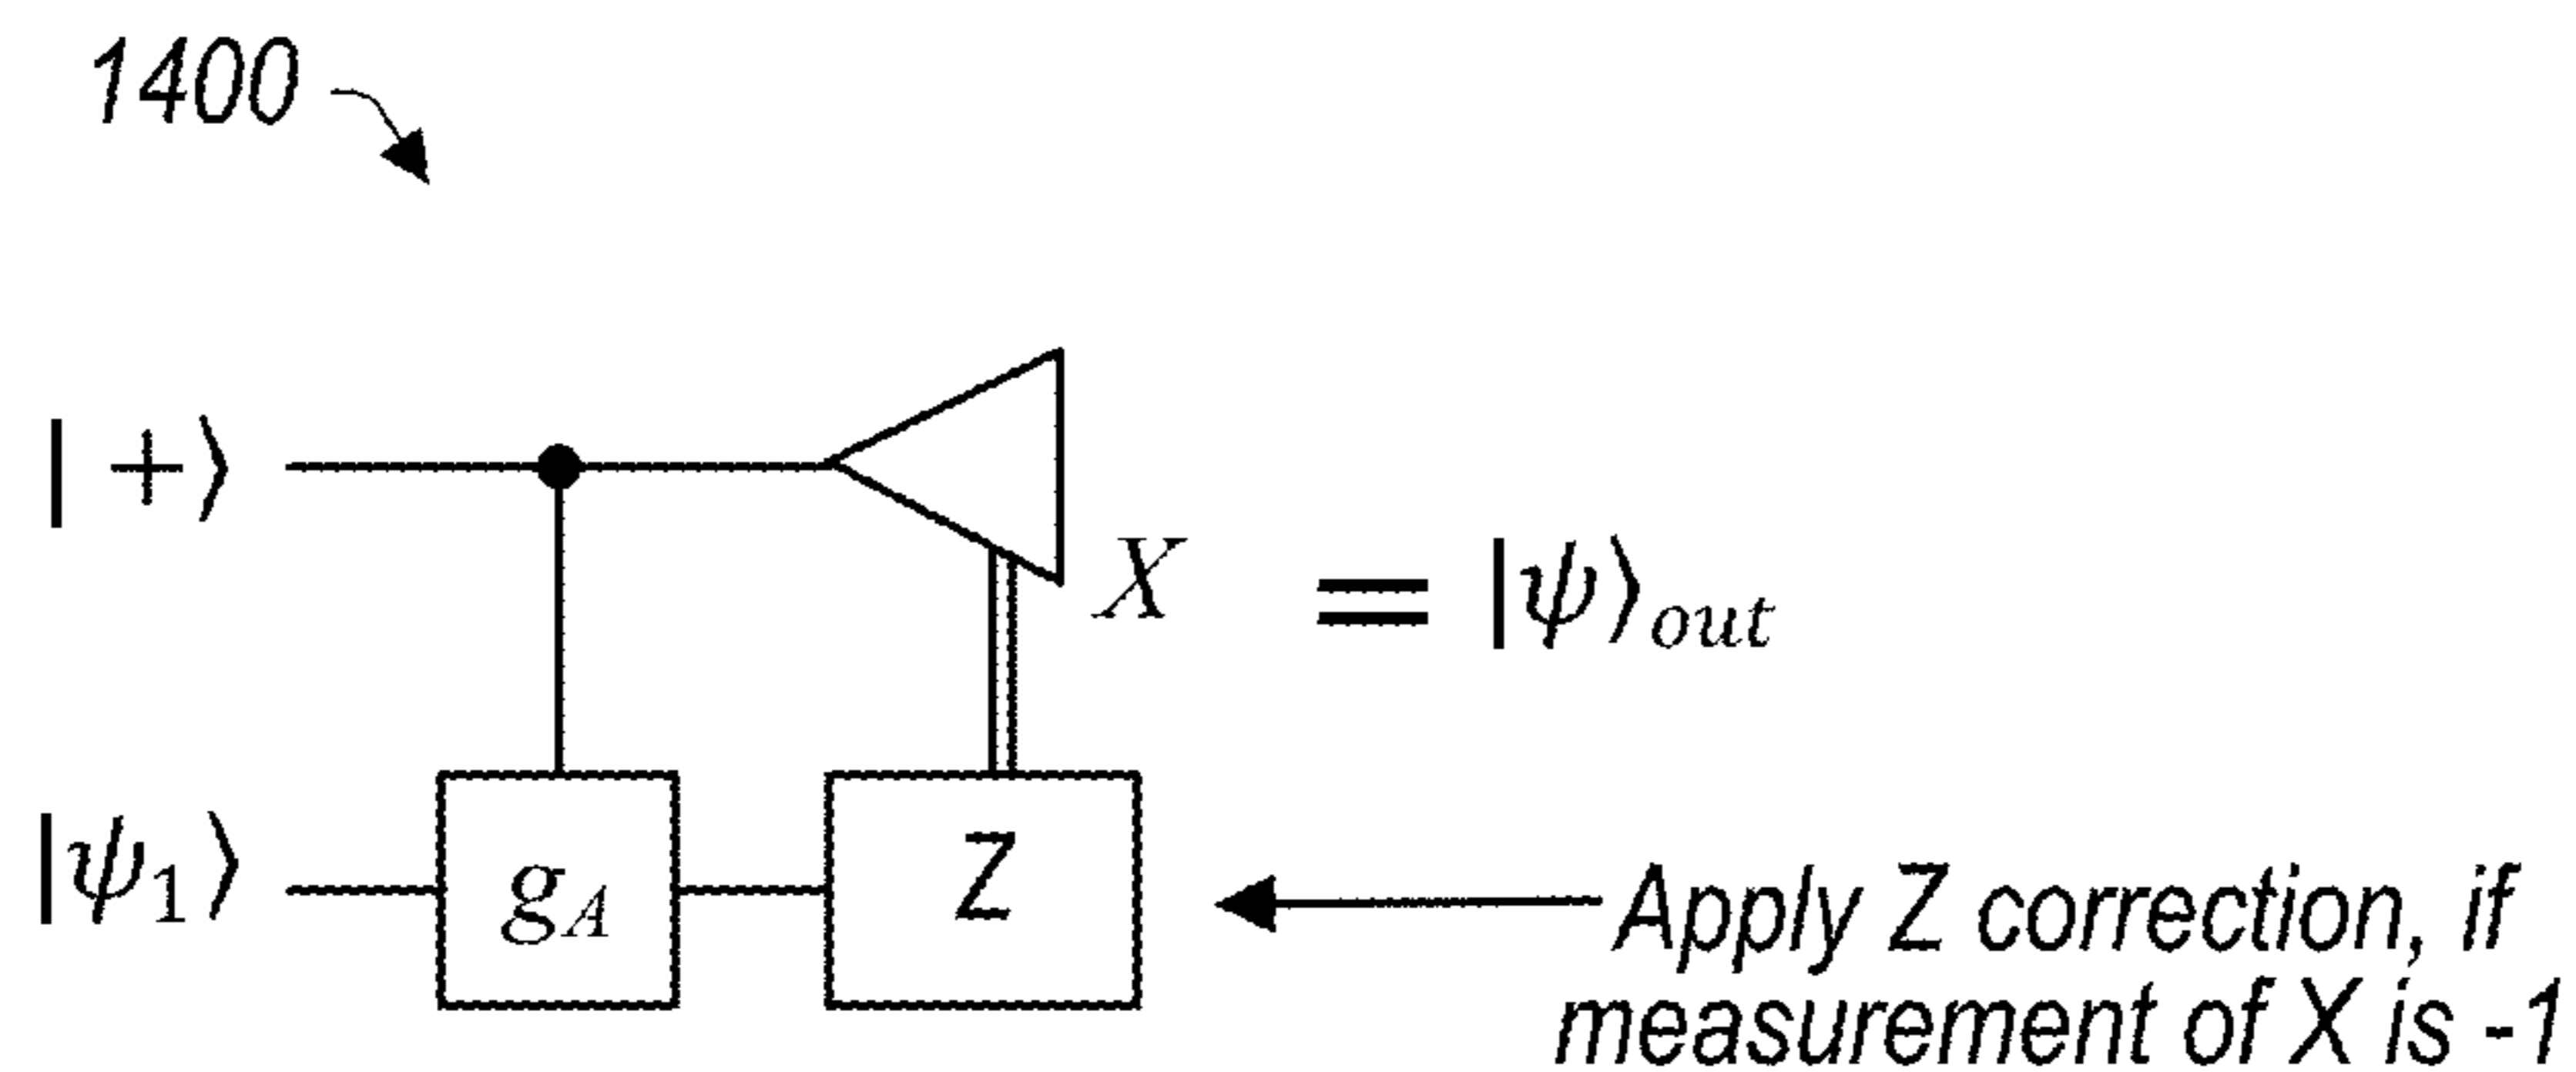 1400
|+⟩
X = |ψ⟩out
|ψ1⟩ gA Z
Apply Z correction, if
measurement of X is -1